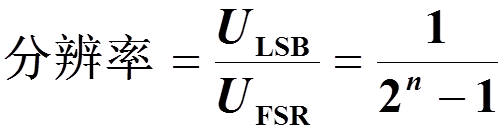 分辨率 = U_LSB / U_FSR = 1 / (2^n − 1)